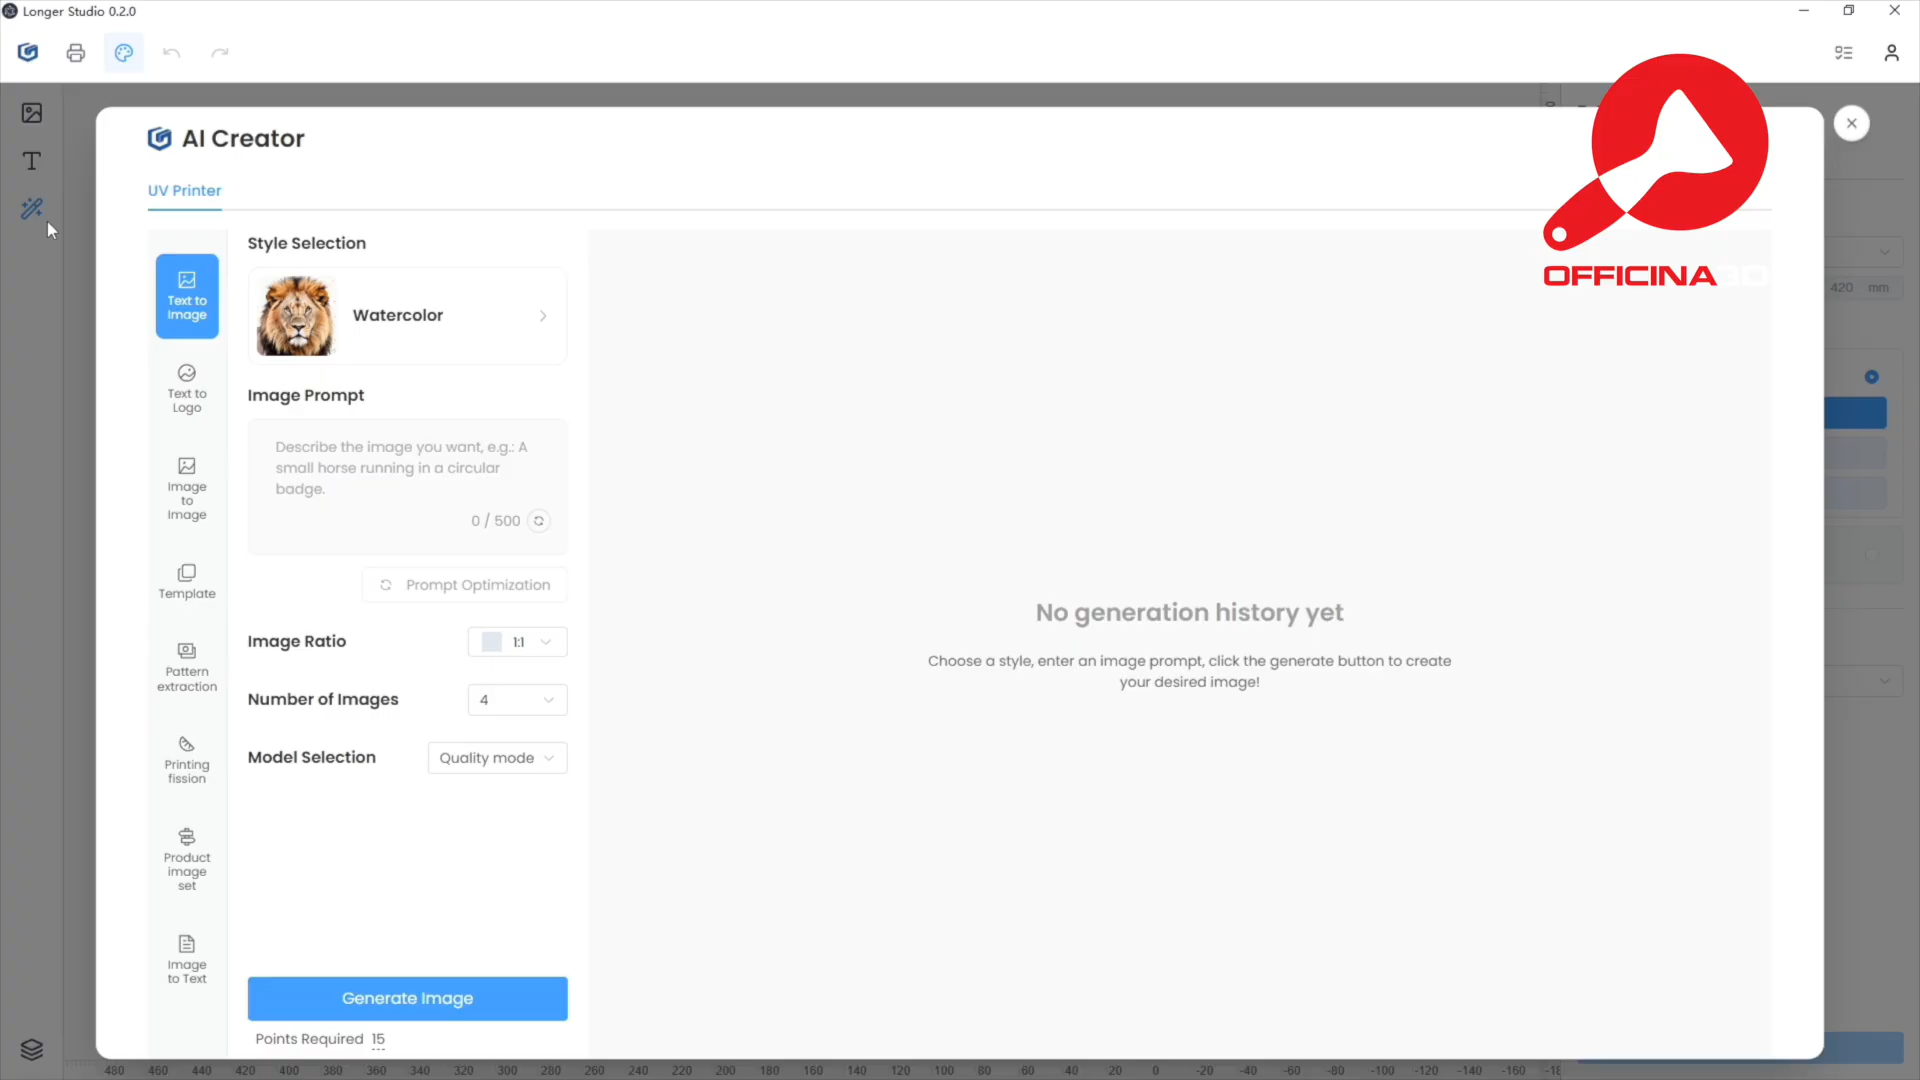 Longer Studio 0.2.0
AI Creator
UV Printer
Text to
Image
Text to
Logo
Image
to
Image
Template
Pattern
extraction
Printing
fission
Product
image
set
Image
to Text
Style Selection
Watercolor
Image Prompt
Describe the image you want, e.g.: A
small horse running in a circular
badge.
0 / 500
Prompt Optimization
Image Ratio
1:1
Number of Images
4
Model Selection
Quality mode
Generate Image
Points Required 15
No generation history yet
Choose a style, enter an image prompt, click the generate button to create
your desired image!
OFFICINA3D
420 mm
480 460 440 420 400 380 360 340 320 300 280 260 240 220 200 180 160 140 120 100 80 60 40 20 0 -20 -40 -60 -80 -100 -120 -140 -160